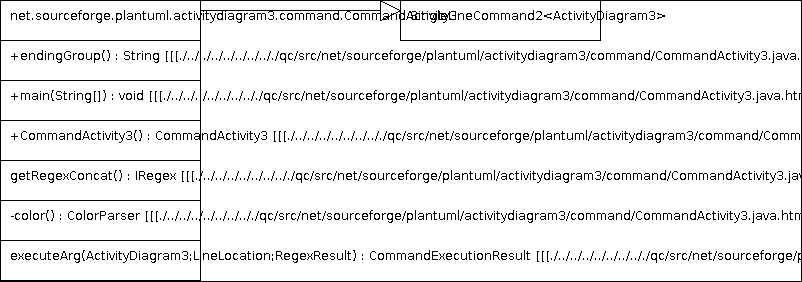 net.sourceforge.plantuml.activitydiagram3.command.CommandActivity3
SingleLineCommand2<ActivityDiagram3>
+endingGroup() : String [[[./../../../../../../../../qc/src/net/sourceforge/plantuml/activitydiagram3/command/CommandActivity3.java.
+main(String[]) : void [[[./../../../../../../../../qc/src/net/sourceforge/plantuml/activitydiagram3/command/CommandActivity3.java.htm
+CommandActivity3() : CommandActivity3 [[[./../../../../../../../../qc/src/net/sourceforge/plantuml/activitydiagram3/command/Comm
getRegexConcat() : IRegex [[[./../../../../../../../../qc/src/net/sourceforge/plantuml/activitydiagram3/command/CommandActivity3.jav
-color() : ColorParser [[[./../../../../../../../../qc/src/net/sourceforge/plantuml/activitydiagram3/command/CommandActivity3.java.htm
executeArg(ActivityDiagram3;LineLocation;RegexResult) : CommandExecutionResult [[[./../../../../../../../../qc/src/net/sourceforge/p